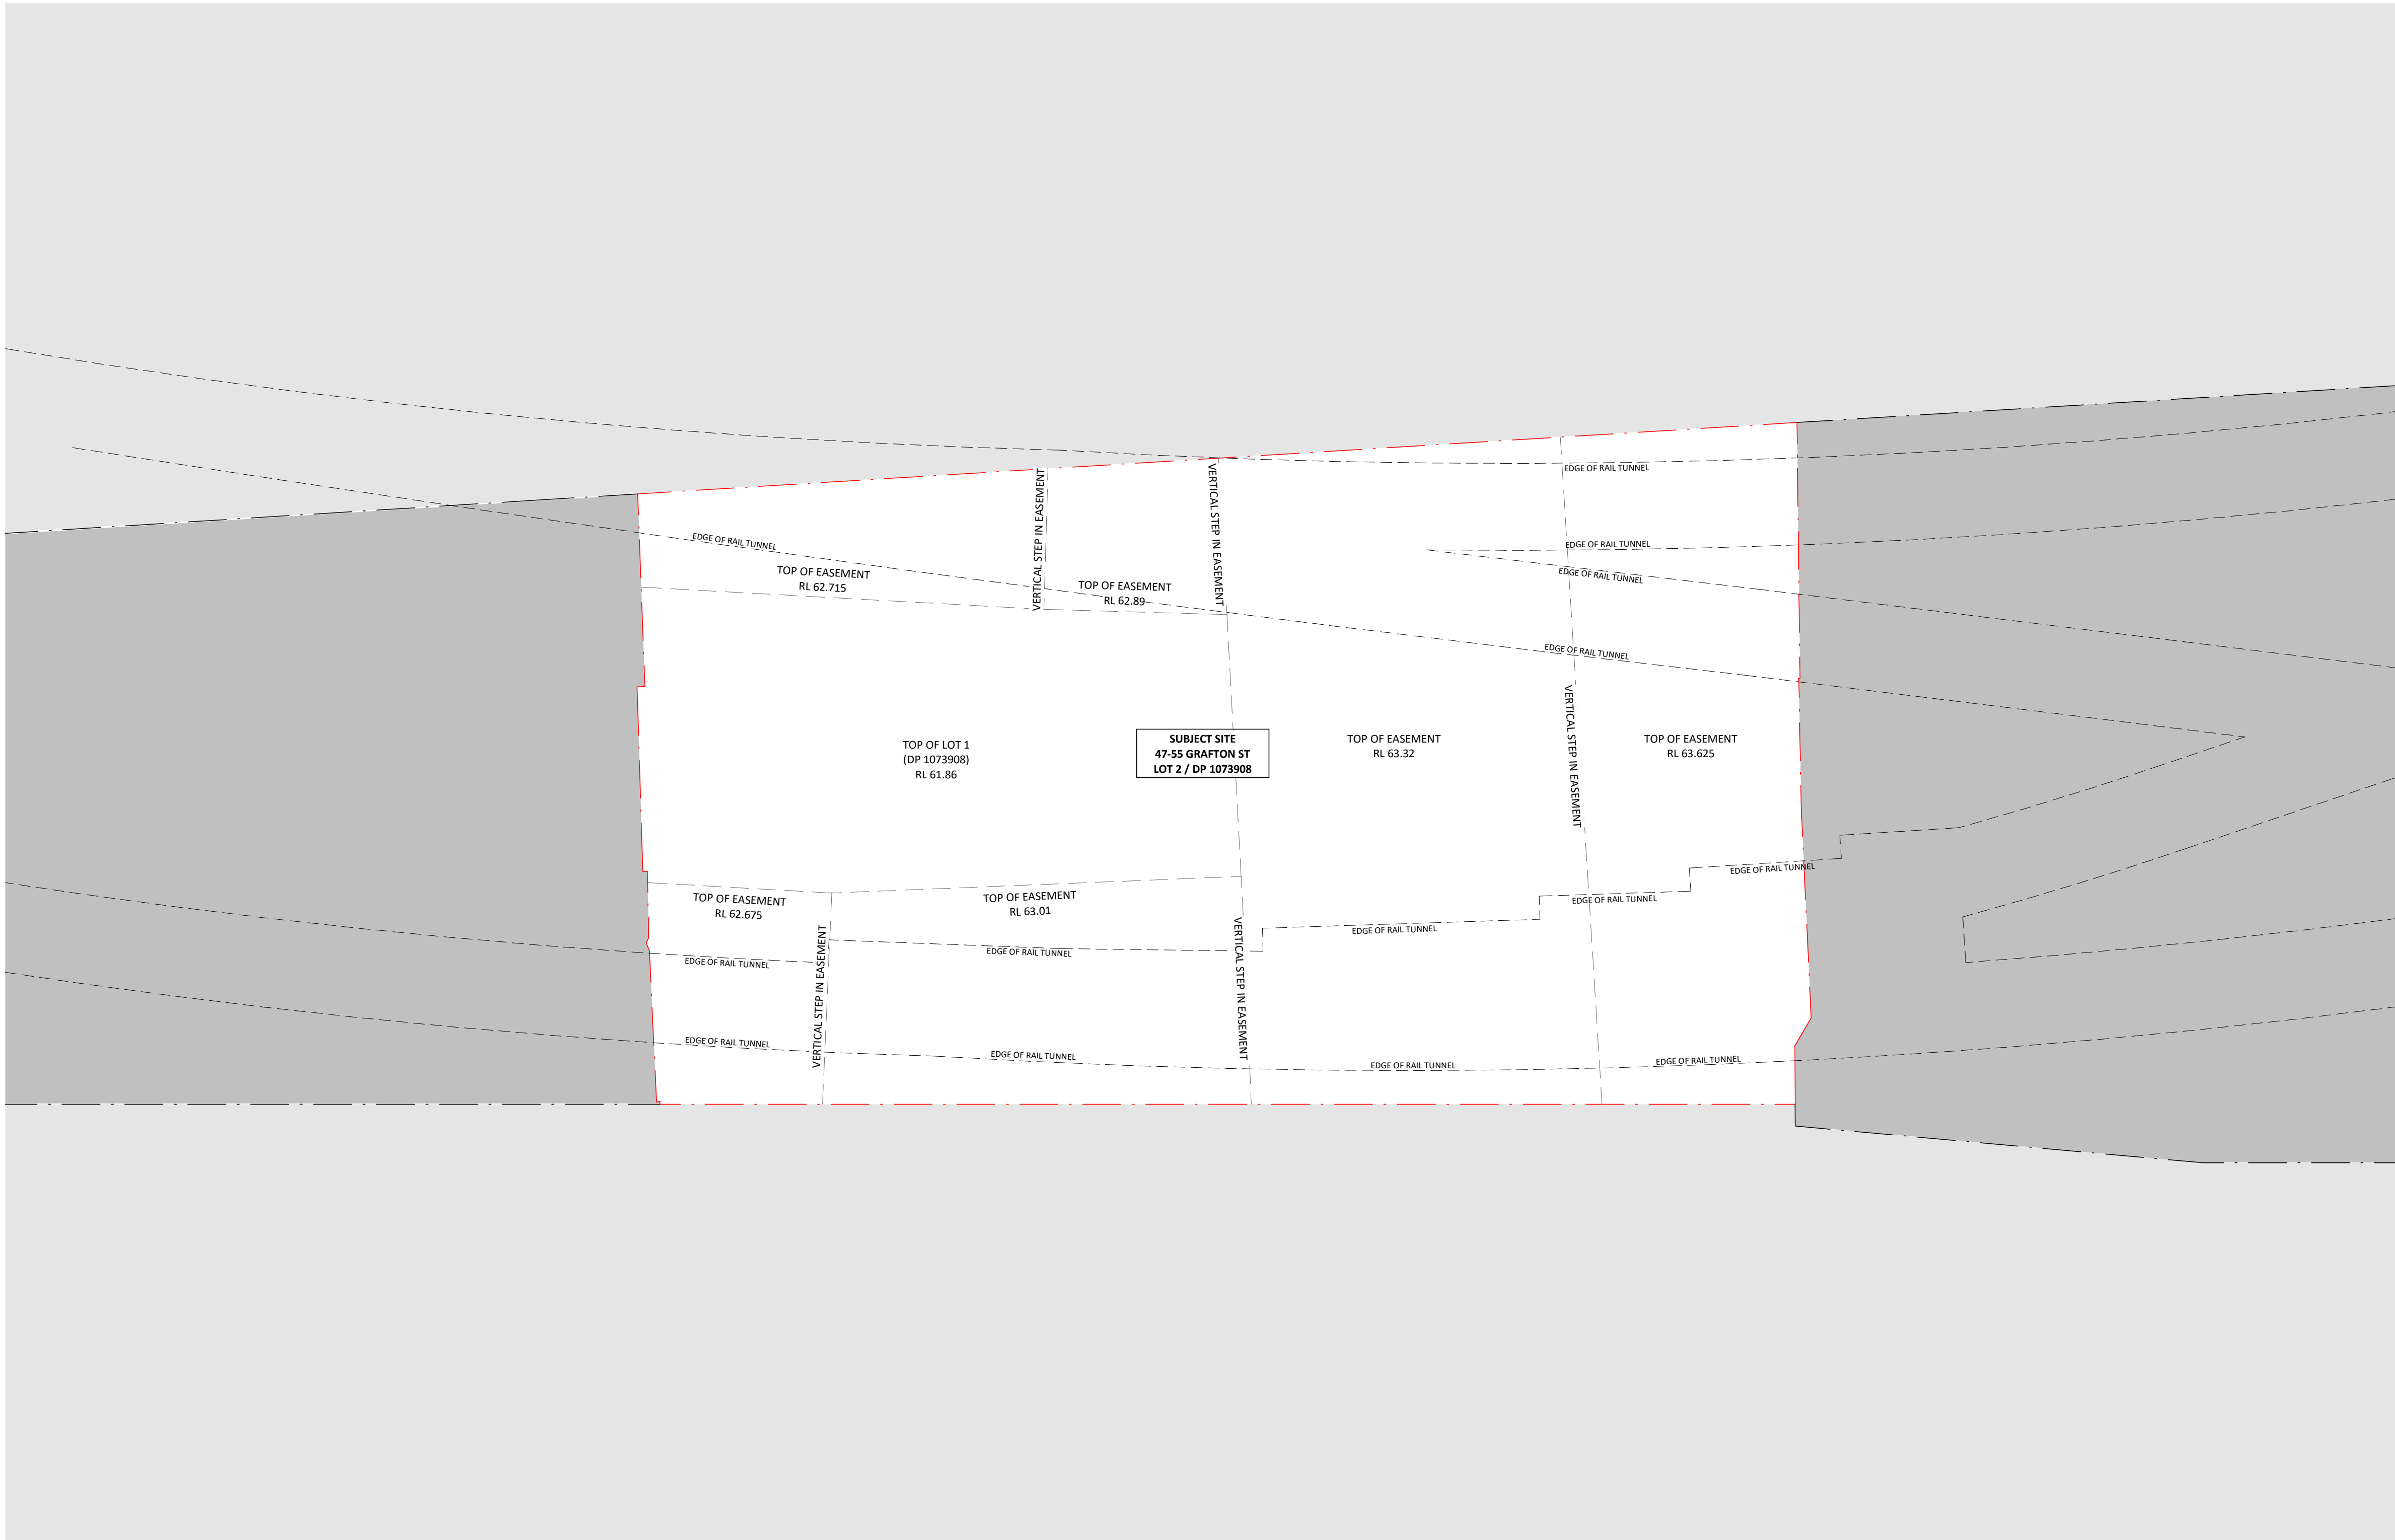 EDGE OF RAIL TUNNEL
VERTICAL STEP IN EASEMENT
VERTICAL STEP IN EASEMENT
EDGE OF RAIL TUNNEL
EDGE OF RAIL TUNNEL
TOP OF EASEMENT
RL 62.715
TOP OF EASEMENT
RL 62.89
EDGE OF RAIL TUNNEL
EDGE OF RAIL TUNNEL
TOP OF LOT 1
(DP 1073908)
RL 61.86
SUBJECT SITE
47-55 GRAFTON ST
LOT 2 / DP 1073908
TOP OF EASEMENT
RL 63.32
VERTICAL STEP IN EASEMENT
TOP OF EASEMENT
RL 63.625
EDGE OF RAIL TUNNEL
TOP OF EASEMENT
RL 62.675
TOP OF EASEMENT
RL 63.01
EDGE OF RAIL TUNNEL
EDGE OF RAIL TUNNEL
EDGE OF RAIL TUNNEL
EDGE OF RAIL TUNNEL
VERTICAL STEP IN EASEMENT
VERTICAL STEP IN EASEMENT
EDGE OF RAIL TUNNEL
EDGE OF RAIL TUNNEL
EDGE OF RAIL TUNNEL
EDGE OF RAIL TUNNEL